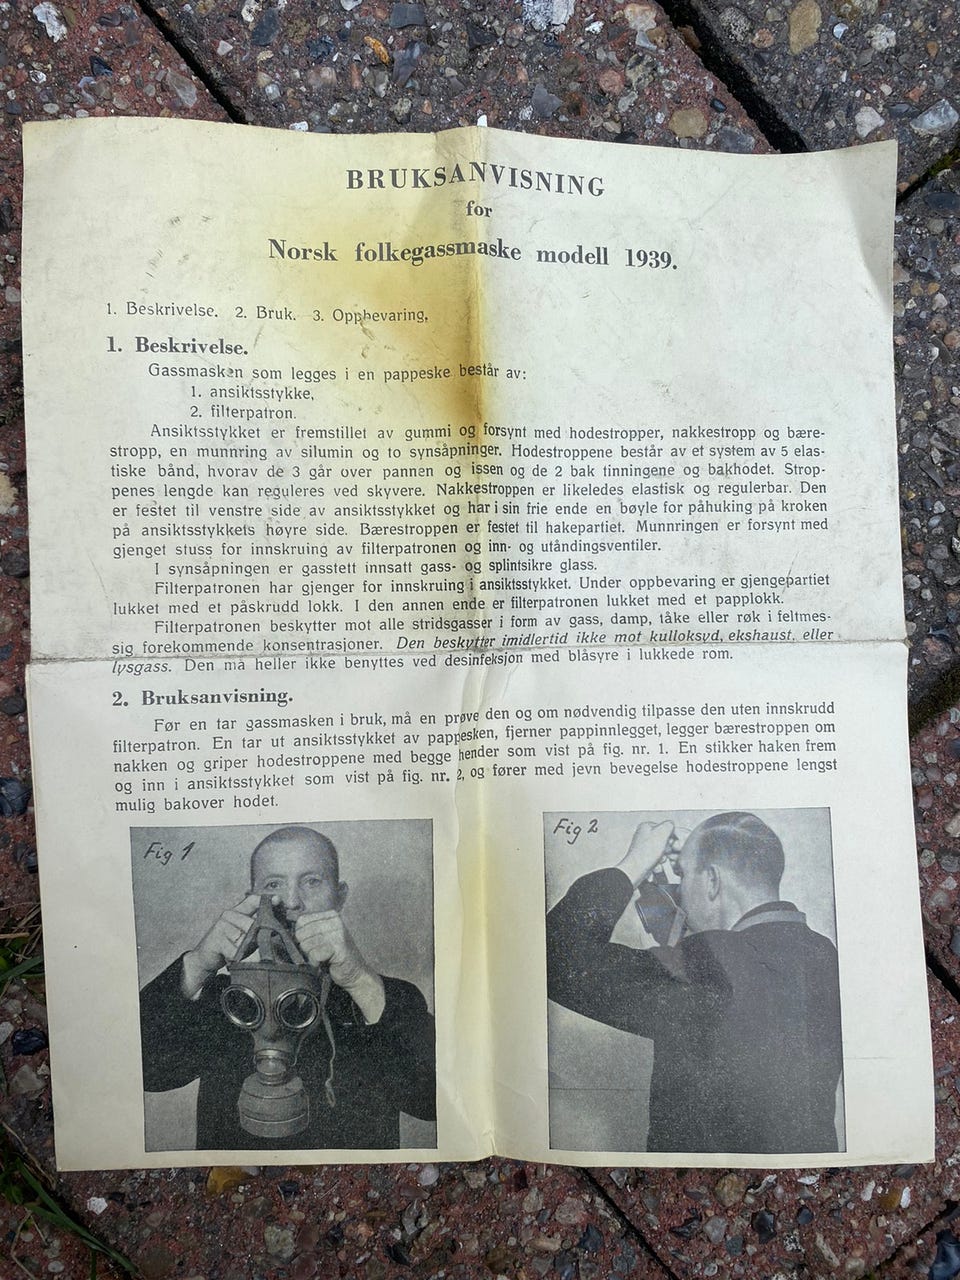 BRUKSANVISNING
for
Norsk folkegassmaske modell 1939.
1. Beskrivelse. 2. Bruk. 3. Oppbevaring.
1. Beskrivelse.
Gassmasken som legges i en pappeske består av:
1. ansiktsstykke,
2. filterpatron.
Ansiktsstykket er fremstillet av gummi og forsynt med hodestropper, nakkestropp og bære-
stropp, en munnring av silumin og to synsåpninger. Hodestroppene består av et system av 5 elas-
tiske bånd, hvorav de 3 går over pannen og issen og de 2 bak tinningene og bakhodet. Strop-
penes lengde kan reguleres ved skyvere. Nakkestroppen er likeledes elastisk og regulerbar. Den
er festet til venstre side av ansiktsstykket og har i sin frie ende en bøyle for påhuking på kroken
på ansiktsstykkets høyre side. Bærestroppen er festet til hakepartiet. Munnringen er forsynt med
gjenget stuss for innskruing av filterpatronen og inn- og utåndingsventiler.
I synsåpningen er gasstett innsatt gass- og splintsikre glass.
Filterpatronen har gjenger for innskruing i ansiktsstykket. Under oppbevaring er gjengepartiet
lukket med et påskrudd lokk. I den annen ende er filterpatronen lukket med et papplokk.
Filterpatronen beskytter mot alle stridsgasser i form av gass, damp, tåke eller røk i feltmes-
sig forekommende konsentrasjoner. Den beskytter imidlertid ikke mot kulloksyd, ekshaust, eller
lysgass. Den må heller ikke benyttes ved desinfeksjon med blåsyre i lukkede rom.
2. Bruksanvisning.
Før en tar gassmasken i bruk, må en prøve den og om nødvendig tilpasse den uten innskrudd
filterpatron. En tar ut ansiktsstykket av pappesken, fjerner pappinnlegget, legger bærestroppen om
nakken og griper hodestroppene med begge hender som vist på fig. nr. 1. En stikker haken frem
og inn i ansiktsstykket som vist på fig. nr. 2, og fører med jevn bevegelse hodestroppene lengst
mulig bakover hodet.
Fig 1
Fig 2